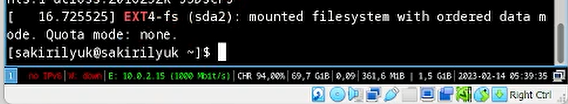 [   16.725525] EXT4-fs (sda2): mounted filesystem with ordered data m
ode. Quota mode: none.
[sakirilyuk@sakirilyuk ~]$
1 no IPv6|W: down|E: 10.0.2.15 (1000 Mbit/s)|CHR 94,00%|69,7 GiB|0,09|361,6 MiB | 1,5 GiB|2023-02-14 05:39:35
Right Ctrl